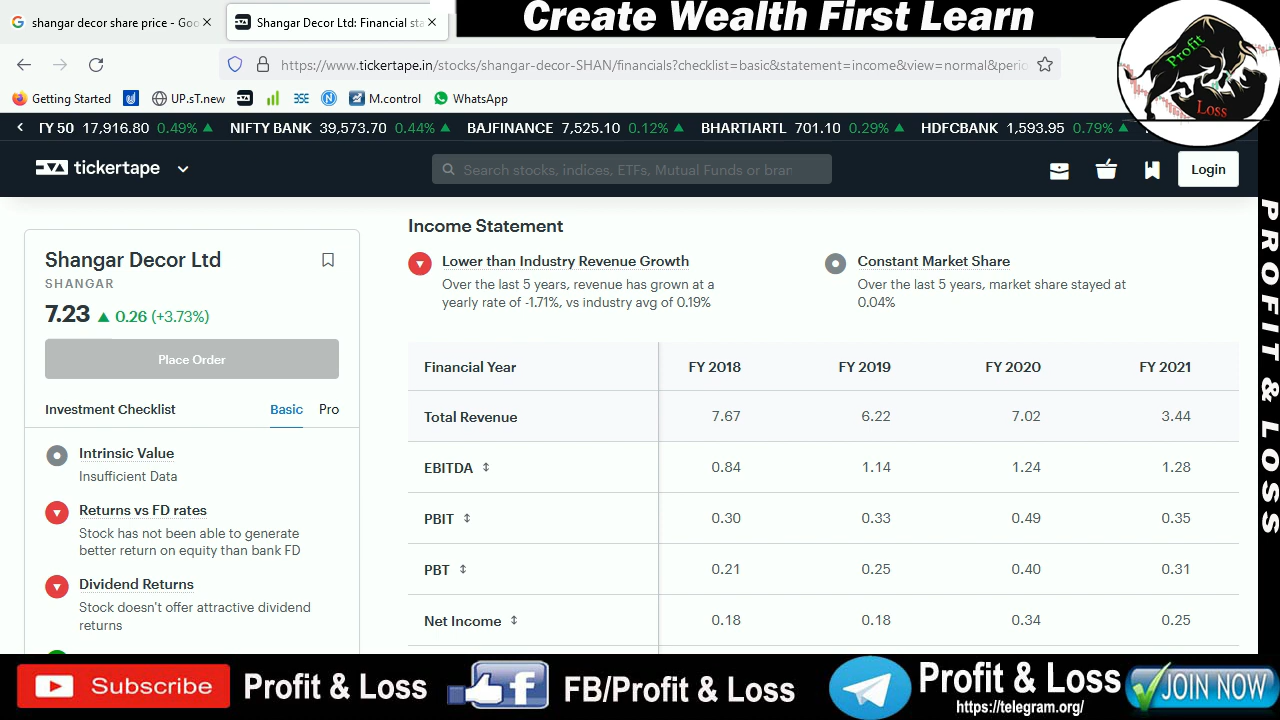 shangar decor share price - Goo
Shangar Decor Ltd: Financial sta
Create Wealth First Learn
https://www.tickertape.in/stocks/shangar-decor-SHAN/financials?checklist=basic&statement=income&view=normal&perio
Getting Started
UP.sT.new
M.control
WhatsApp
Profit
Loss
TY 50 17,916.80 0.49%
NIFTY BANK 39,573.70 0.44%
BAJFINANCE 7,525.10 0.12%
BHARTIARTL 701.10 0.29%
HDFCBANK 1,593.95 0.79%
tickertape
Search stocks, indices, ETFs, Mutual Funds or bran
Login
Shangar Decor Ltd
SHANGAR
7.23 0.26 (+3.73%)
Place Order
Investment Checklist Basic Pro
Intrinsic Value
Insufficient Data
Returns vs FD rates
Stock has not been able to generate
better return on equity than bank FD
Dividend Returns
Stock doesn't offer attractive dividend
returns
Income Statement
Lower than Industry Revenue Growth
Over the last 5 years, revenue has grown at a
yearly rate of -1.71%, vs industry avg of 0.19%
Constant Market Share
Over the last 5 years, market share stayed at
0.04%
Financial Year FY 2018 FY 2019 FY 2020 FY 2021
Total Revenue 7.67 6.22 7.02 3.44
EBITDA 0.84 1.14 1.24 1.28
PBIT 0.30 0.33 0.49 0.35
PBT 0.21 0.25 0.40 0.31
Net Income 0.18 0.18 0.34 0.25
PROFIT & LOSS
Subscribe
Profit & Loss
f
FB/Profit & Loss
Profit & Loss
https://telegram.org/
JOIN NOW